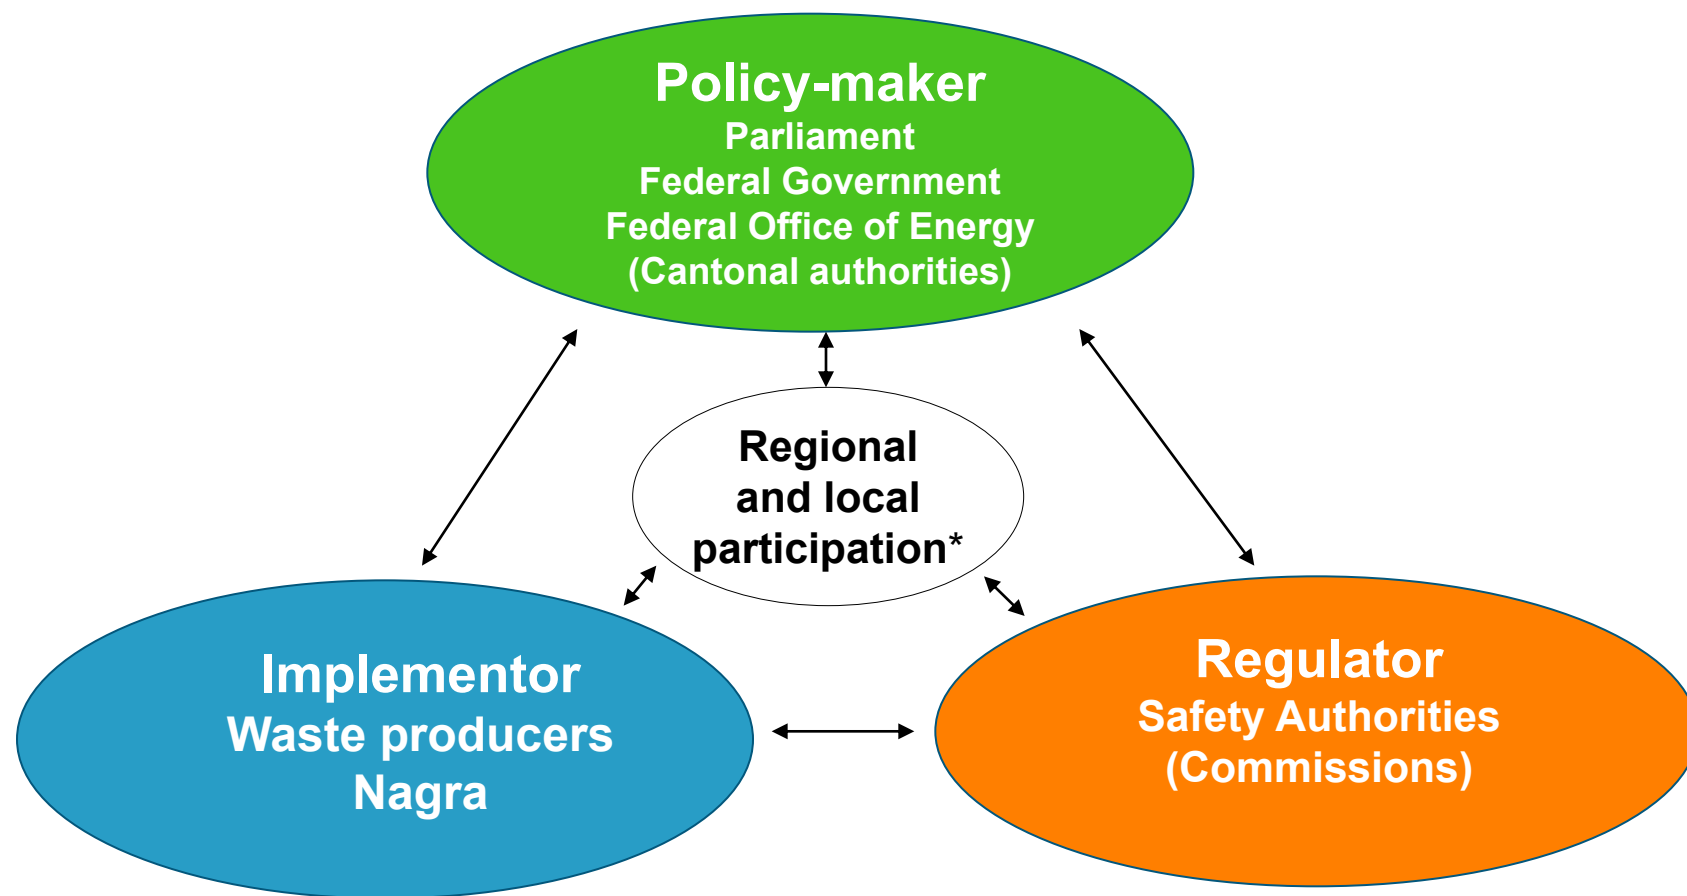 Policy-maker
Parliament
Federal Government
Federal Office of Energy
(Cantonal authorities)
Regional
and local
participation*
Implementor
Waste producers
Nagra
Regulator
Safety Authorities
(Commissions)